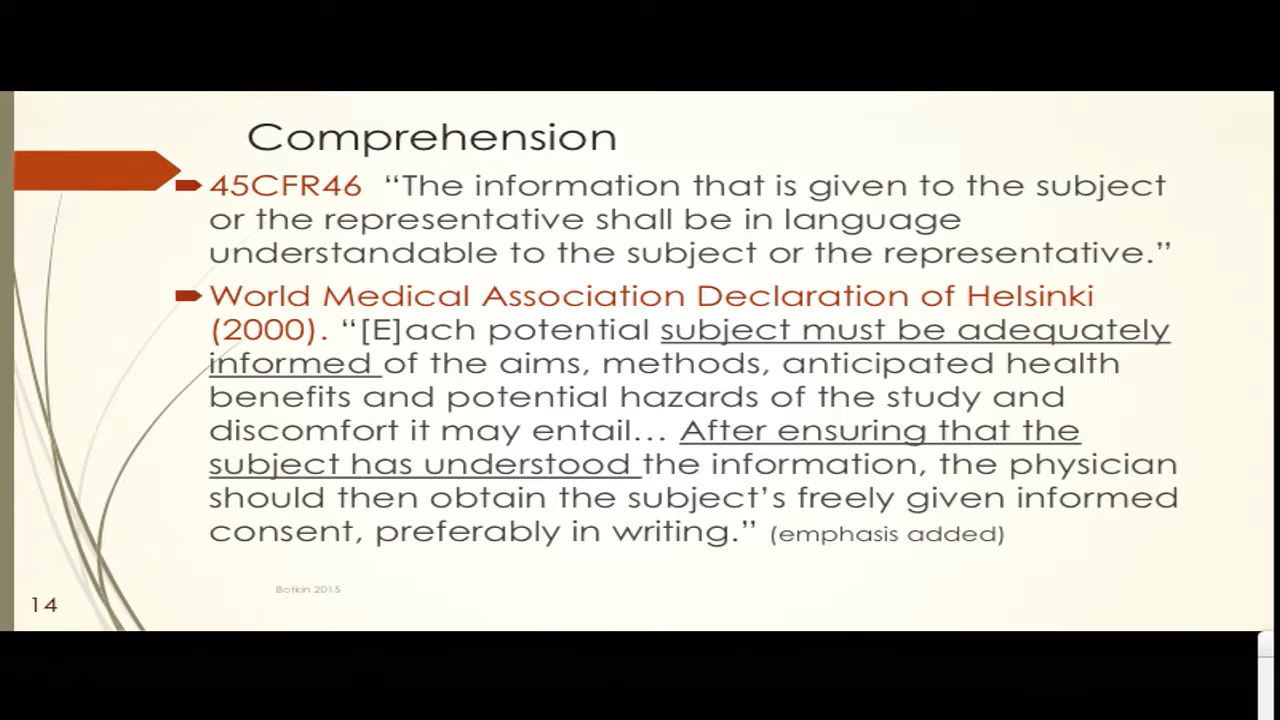 Comprehension
45CFR46 “The information that is given to the subject
or the representative shall be in language
understandable to the subject or the representative.”
World Medical Association Declaration of Helsinki
(2000). “[E]ach potential subject must be adequately
informed of the aims, methods, anticipated health
benefits and potential hazards of the study and
discomfort it may entail… After ensuring that the
subject has understood the information, the physician
should then obtain the subject’s freely given informed
consent, preferably in writing.” (emphasis added)
Botkin 2015
14